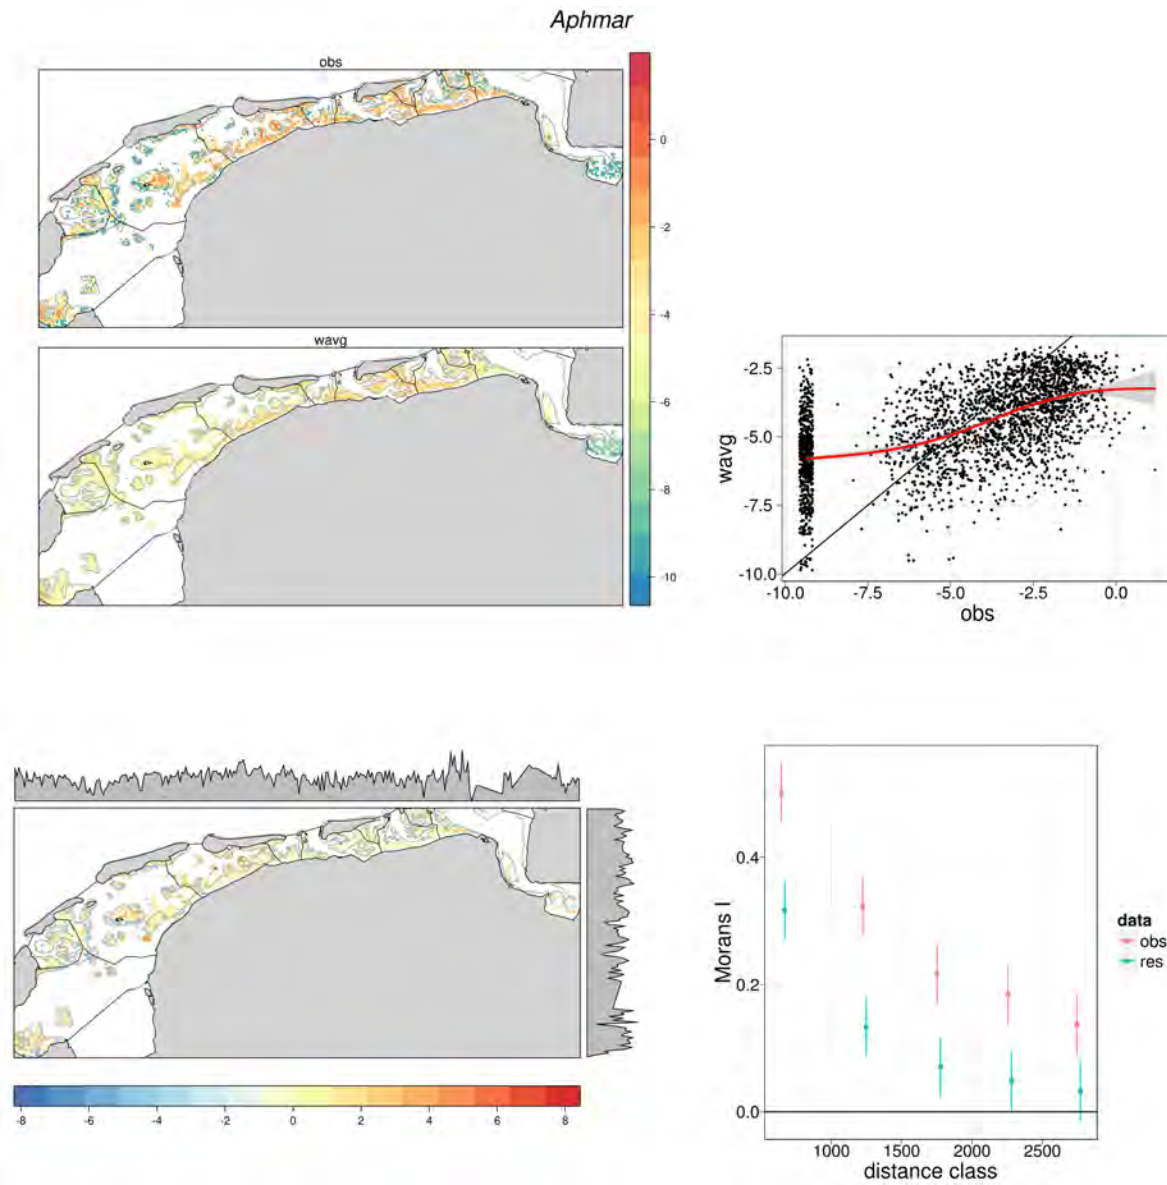 Aphmar
obs
0
-2
-4
-6
-8
-10
wavg
wavg
-2.5
-5.0
-7.5
-10.0
-10.0 -7.5 -5.0 -2.5 0.0
obs
-8 -6 -4 -2 0 2 4 6 8
Morans I
0.4
0.2
0.0
1000 1500 2000 2500
distance class
data
obs
res